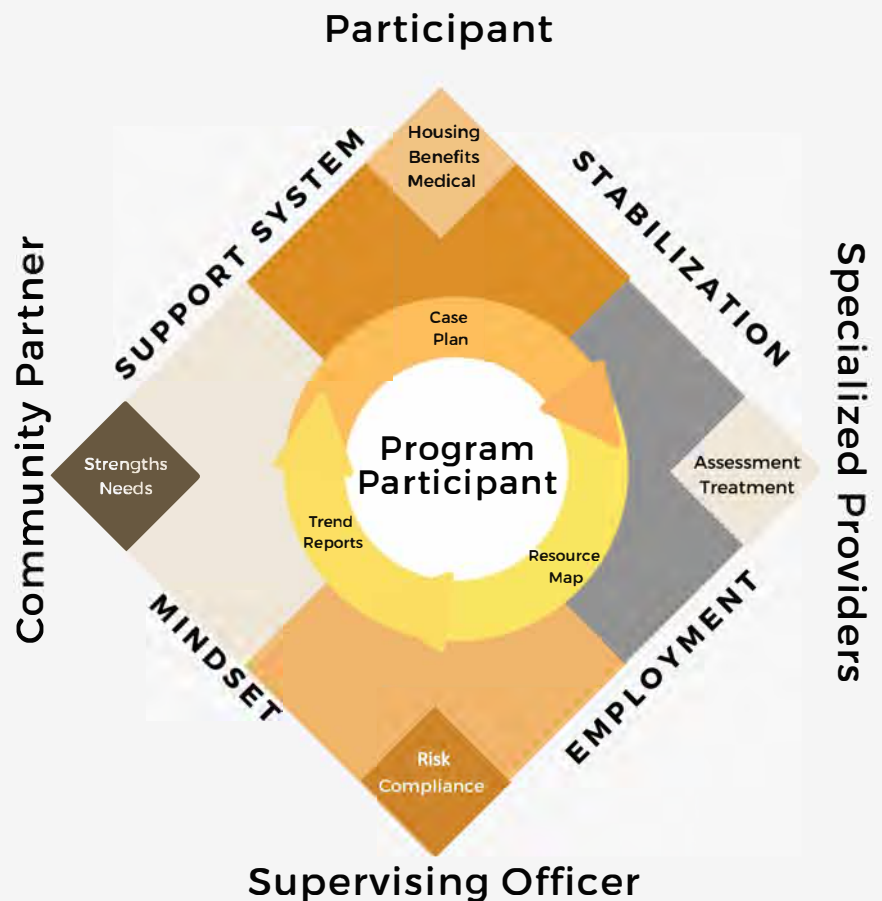 Participant
Housing
Benefits
Medical
SUPPORT SYSTEM
STABILIZATION
Community Partner
Specialized Providers
Case
Plan
Program
Participant
Strengths
Needs
Assessment
Treatment
Trend
Reports
Resource
Map
MINDSET
EMPLOYMENT
Risk
Compliance
Supervising Officer